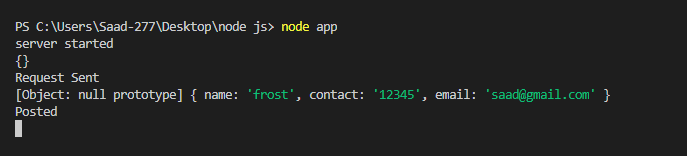 PS C:\Users\Saad-277\Desktop\node js> node app
server started
{}
Request Sent
[Object: null prototype] { name: 'frost', contact: '12345', email: 'saad@gmail.com' }
Posted